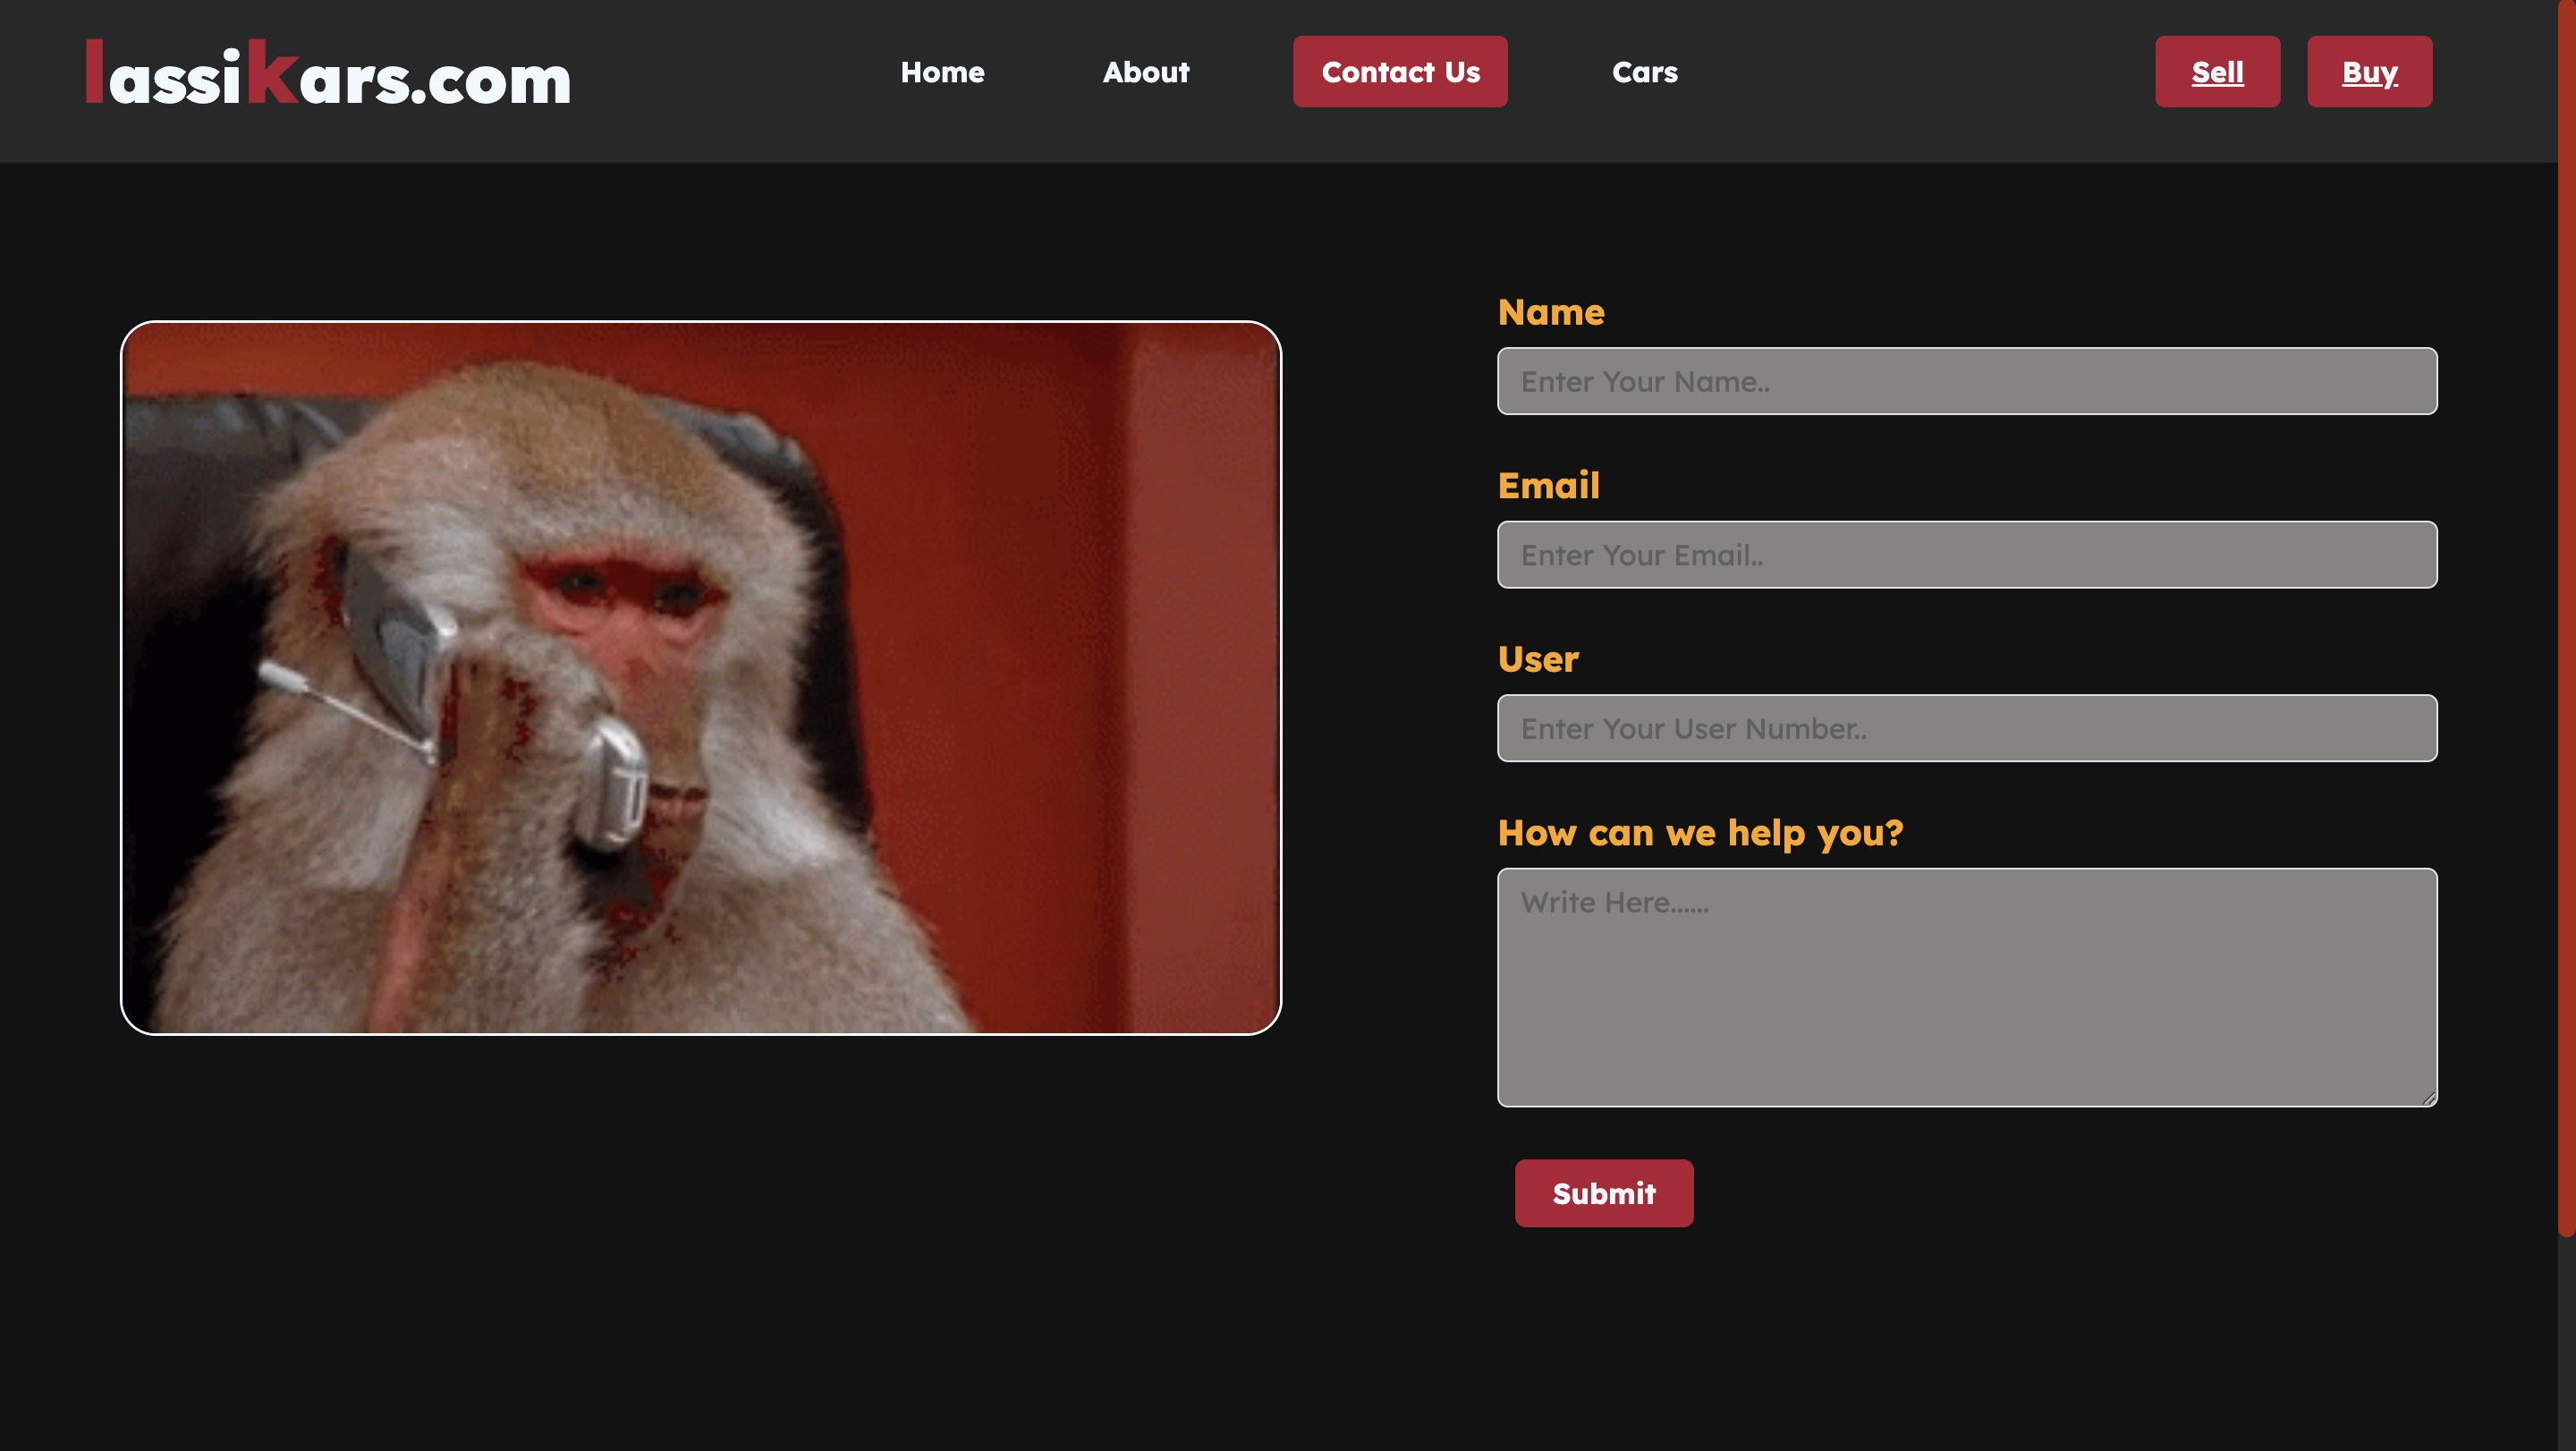 lassikars.com
Home About Contact Us Cars
Sell Buy
Name
Enter Your Name..
Email
Enter Your Email..
User
Enter Your User Number..
How can we help you?
Write Here......
Submit